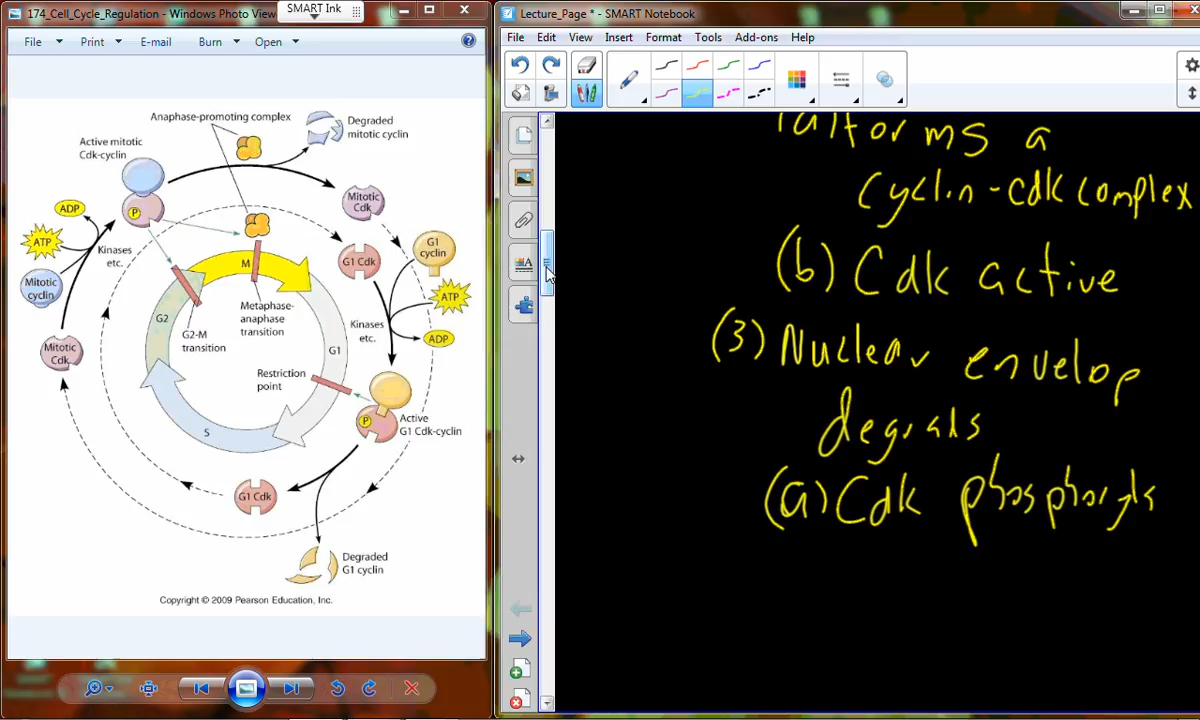 174_Cell_Cycle_Regulation - Windows Photo View
SMART Ink
File Print E-mail Burn Open
Anaphase-promoting complex
Degraded
mitotic cyclin
Active mitotic
Cdk-cyclin
P
Mitotic
Cdk
ADP
ATP
Kinases
etc.
Mitotic
cyclin
G1 Cdk
G1
cyclin
ATP
M
Metaphase-
anaphase
transition
G2
G2-M
transition
G1
Kinases
etc.
ADP
Mitotic
Cdk
Restriction
point
P
Active
G1 Cdk-cyclin
S
G1 Cdk
Degraded
G1 cyclin
Copyright © 2009 Pearson Education, Inc.
Lecture_Page * - SMART Notebook
File Edit View Insert Format Tools Add-ons Help
forms a
cyclin-cdk complex
(b) Cdk active
(3) Nuclear envelop
(a) Cdk